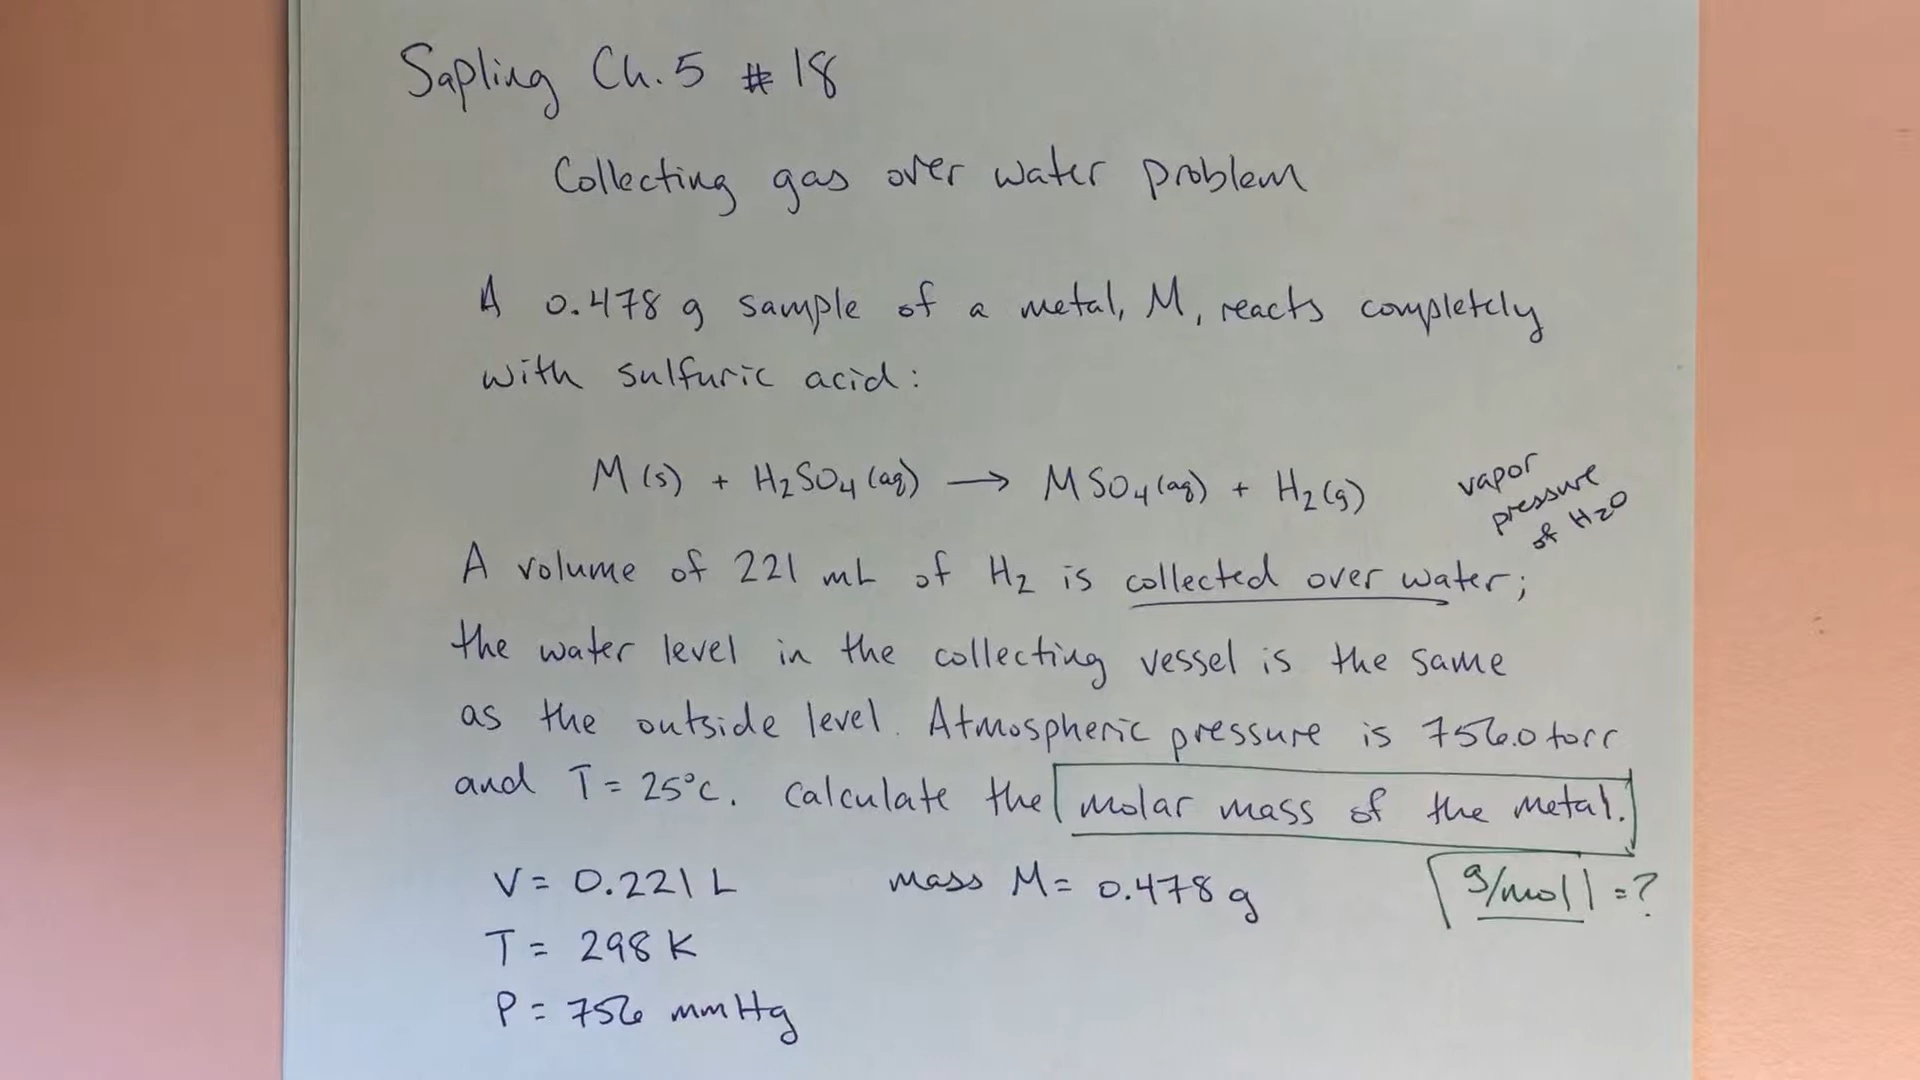 Sapling Ch. 5 # 18
Collecting gas over water problem
A 0.478 g sample of a metal, M, reacts completely
with sulfuric acid:
M (s) + H₂SO₄ (aq) → MSO₄ (aq) + H₂ (g)
vapor
pressure
of H₂O
A volume of 221 mL of H₂ is collected over water;
the water level in the collecting vessel is the same
as the outside level. Atmospheric pressure is 756.0 torr
and T = 25°C. Calculate the molar mass of the metal.
V = 0.221 L mass M = 0.478 g g/mol = ?
T = 298 K
P = 756 mmHg